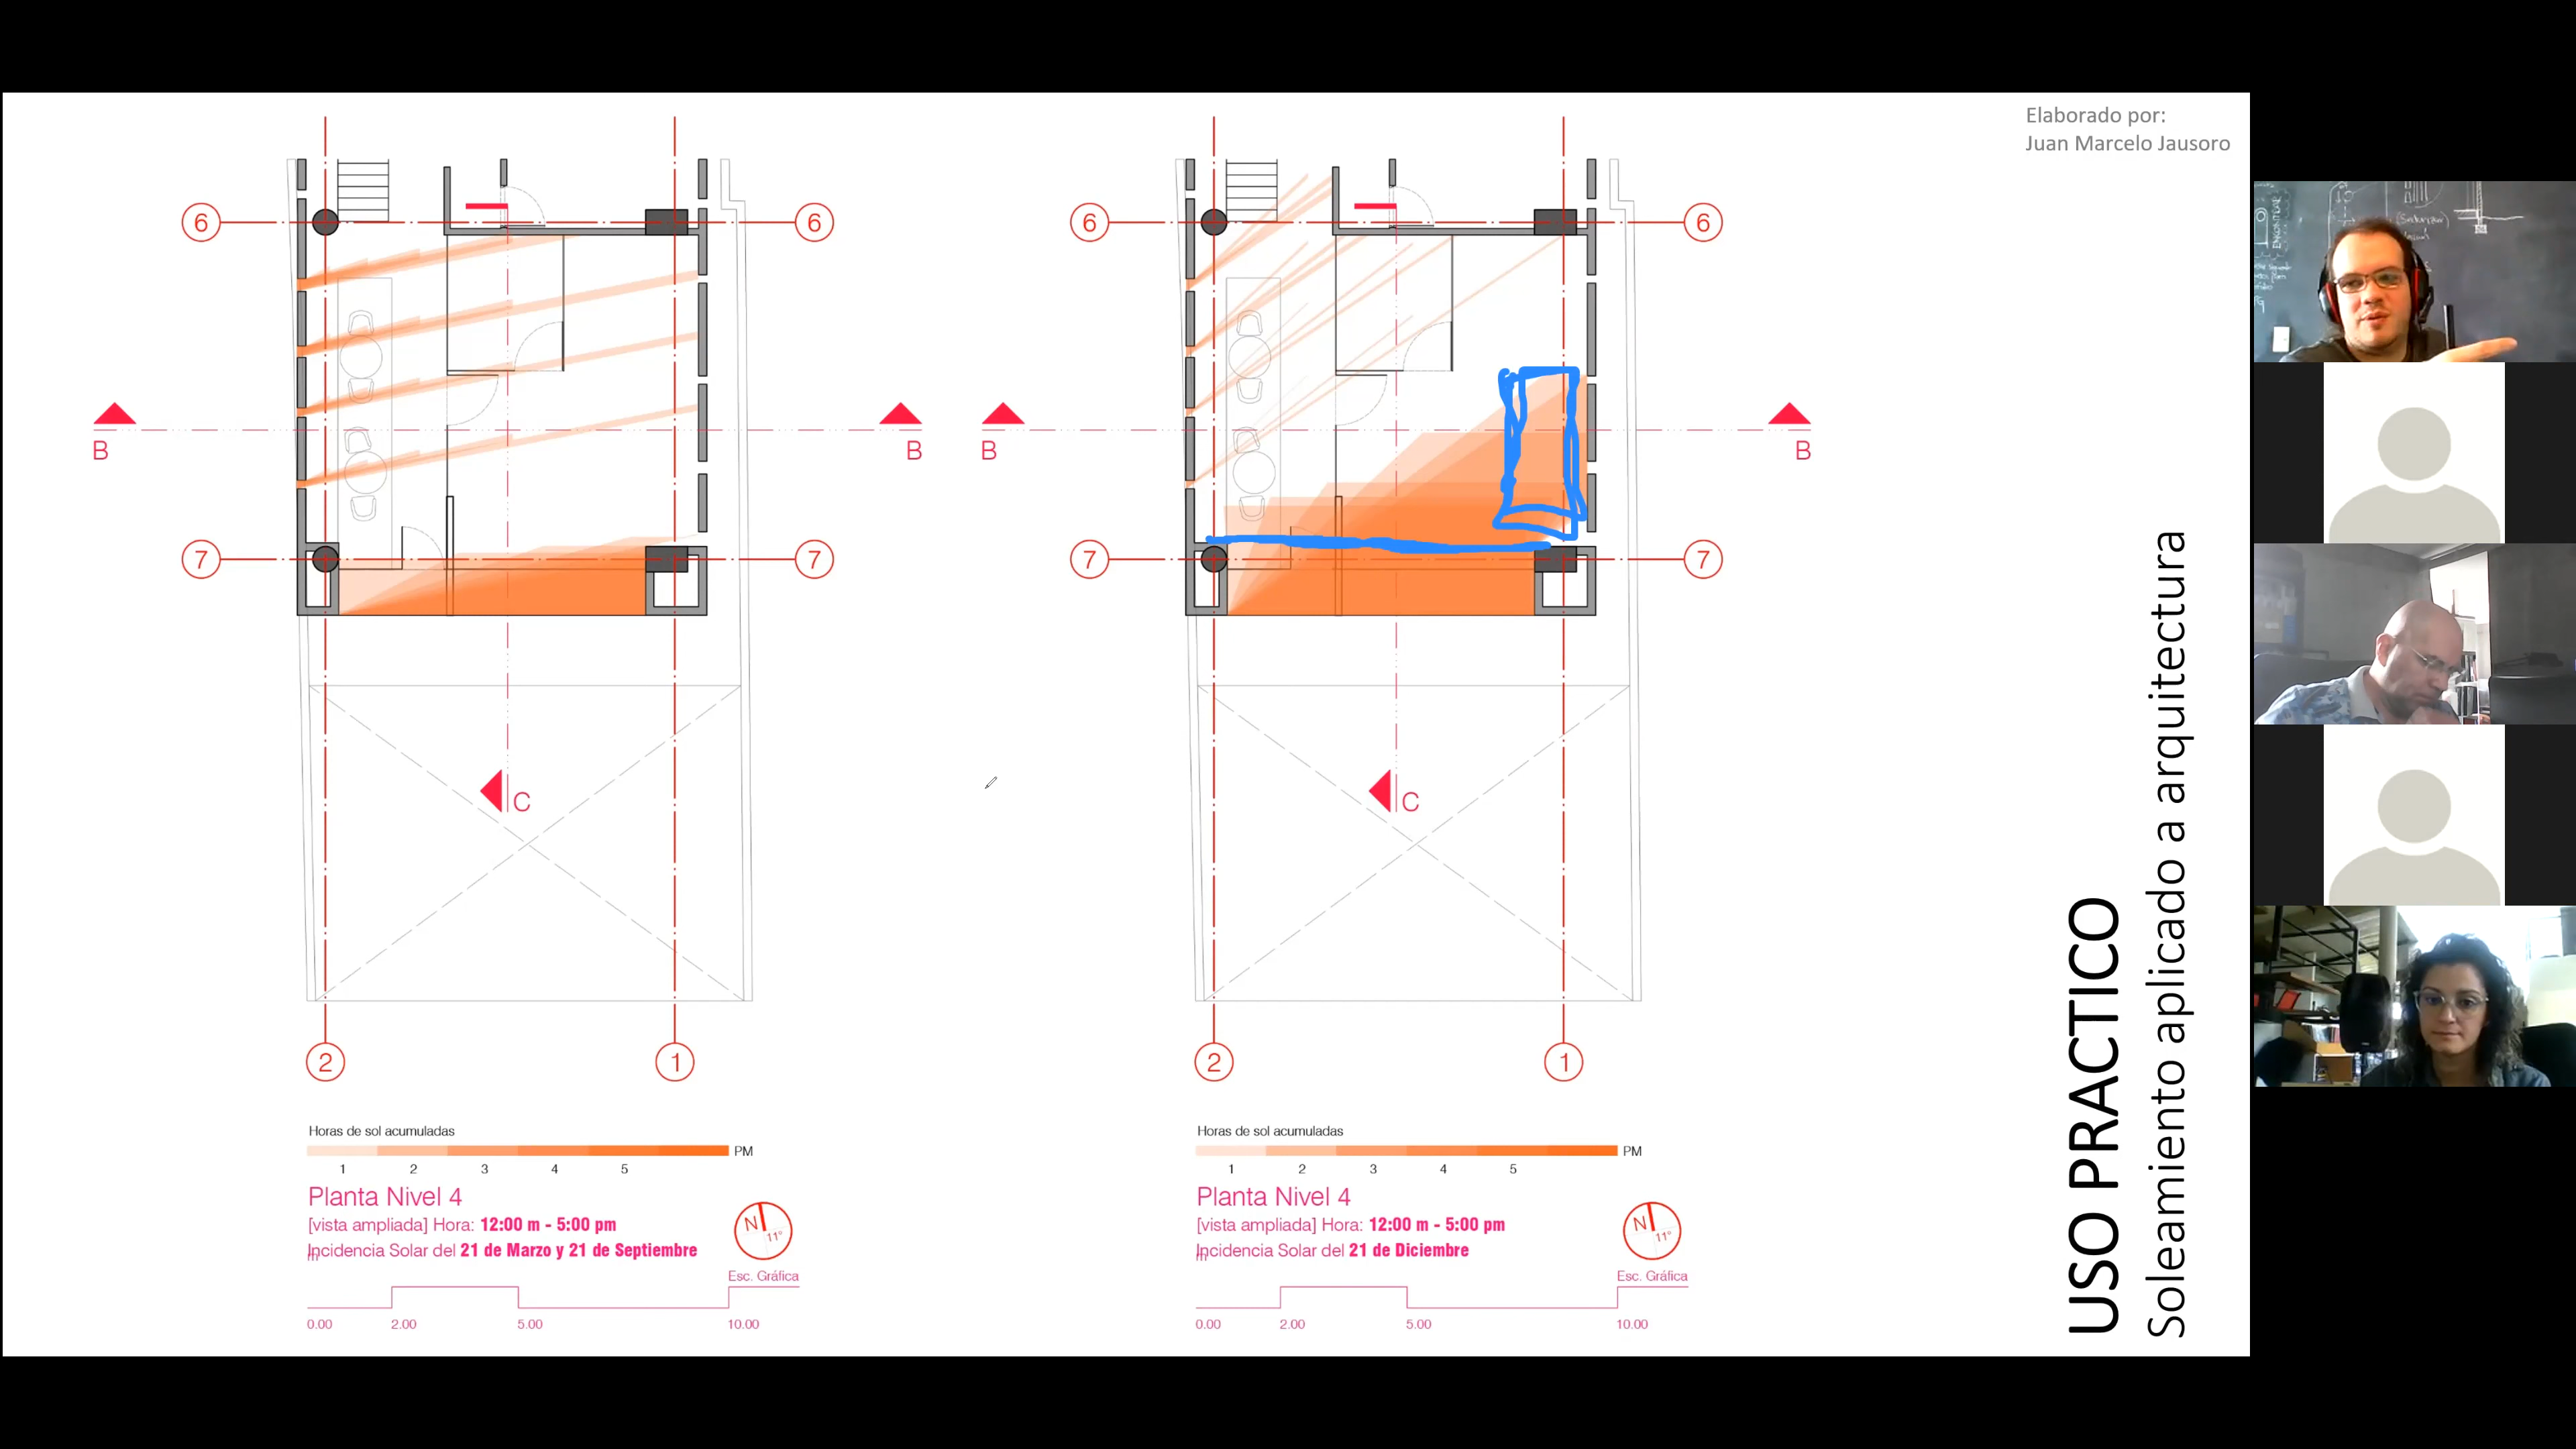 Elaborado por:
Juan Marcelo Jausoro
6
6
B
B
7
7
C
2
1
Horas de sol acumuladas
PM
1
2
3
4
5
Planta Nivel 4
[vista ampliada] Hora: 12:00 m - 5:00 pm
Incidencia Solar del 21 de Marzo y 21 de Septiembre
N
11°
Esc. Gráfica
0.00
2.00
5.00
10.00
6
6
B
B
7
7
C
2
1
Horas de sol acumuladas
PM
1
2
3
4
5
Planta Nivel 4
[vista ampliada] Hora: 12:00 m - 5:00 pm
Incidencia Solar del 21 de Diciembre
N
11°
Esc. Gráfica
0.00
2.00
5.00
10.00
USO PRACTICO
Soleamiento aplicado a arquitectura